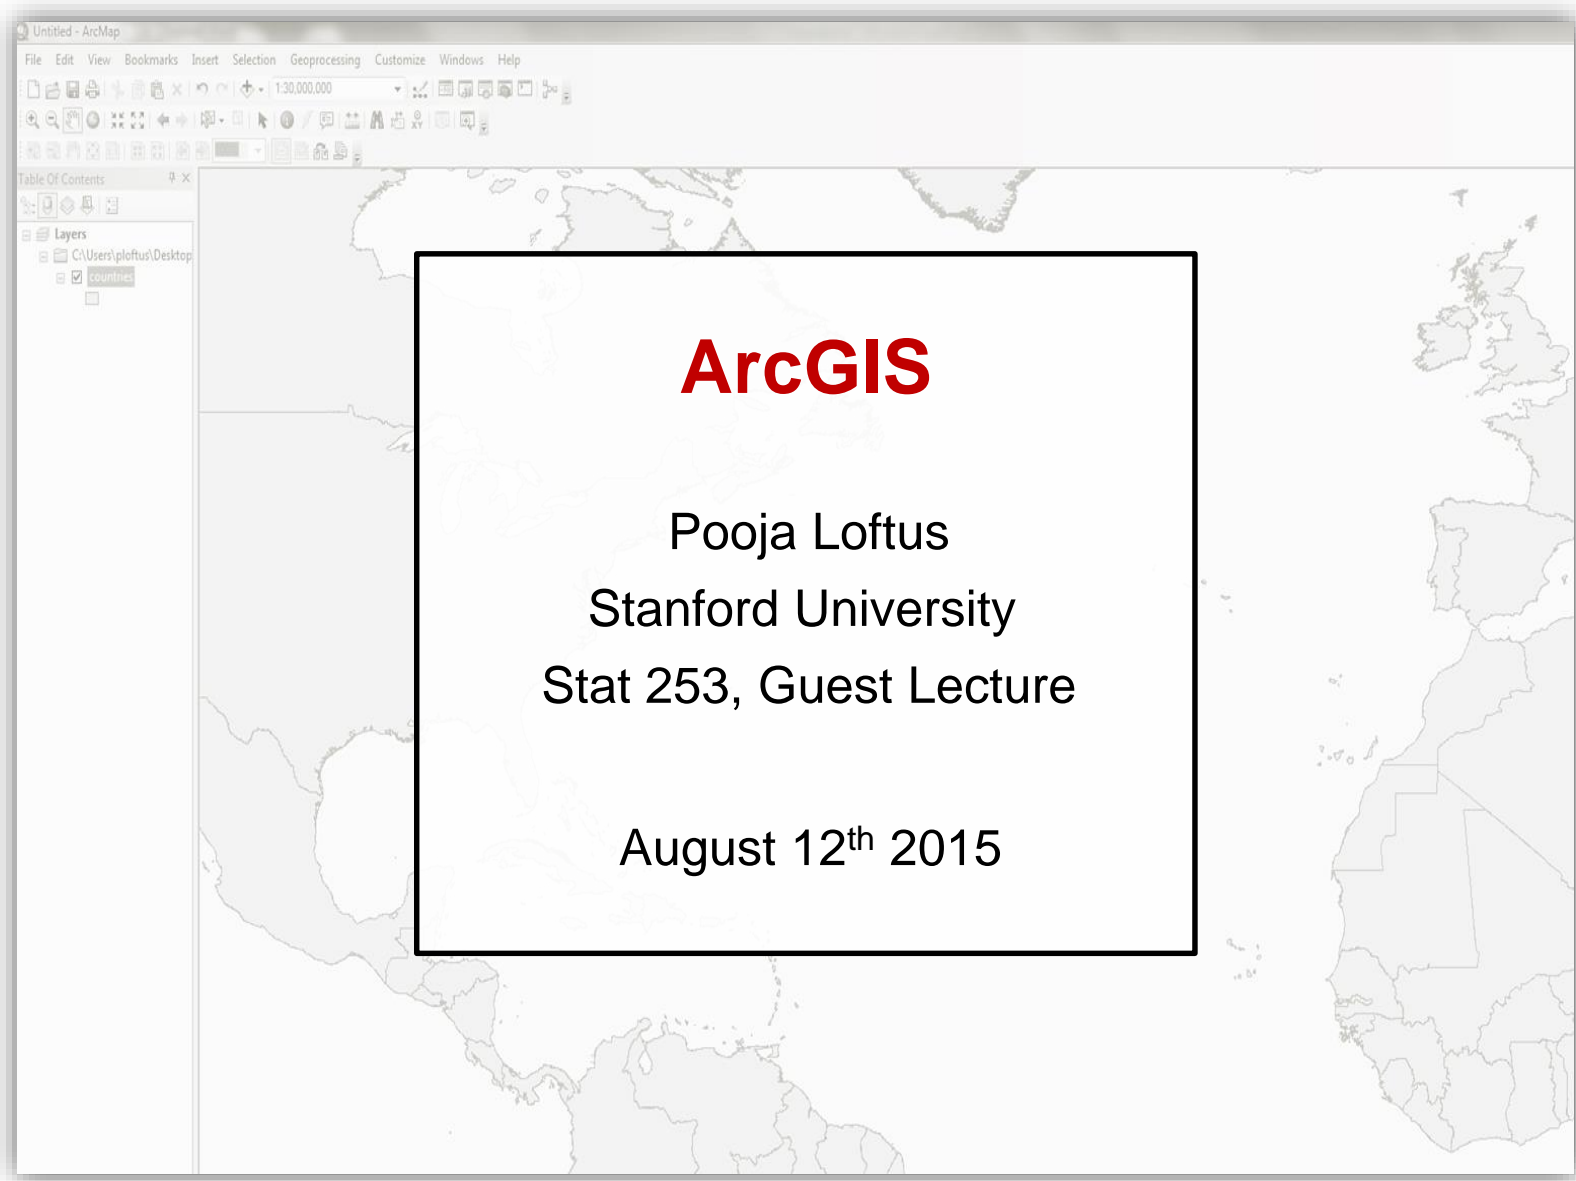 Untitled - ArcMap
File Edit View Bookmarks Insert Selection Geoprocessing Customize Windows Help
1:30,000,000
Table Of Contents
Layers
C:\Users\ploftus\Desktop
countries
ArcGIS
Pooja Loftus
Stanford University
Stat 253, Guest Lecture
August 12th 2015